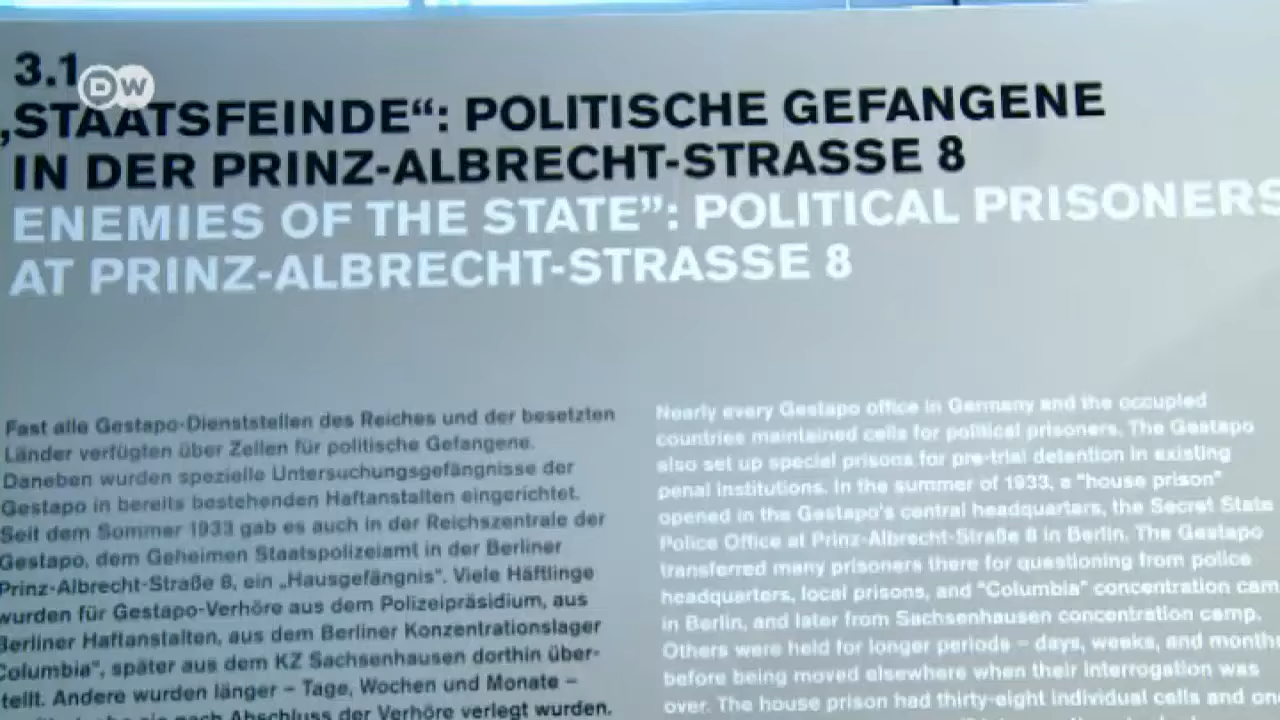 3.1
DW
„STAATSFEINDE“: POLITISCHE GEFANGENE
IN DER PRINZ-ALBRECHT-STRASSE 8
ENEMIES OF THE STATE”: POLITICAL PRISONERS
AT PRINZ-ALBRECHT-STRASSE 8
Fast alle Gestapo-Dienststellen des Reiches und der besetzten
Länder verfügten über Zellen für politische Gefangene.
Daneben wurden spezielle Untersuchungsgefängnisse der
Gestapo in bereits bestehenden Haftanstalten eingerichtet.
Seit dem Sommer 1933 gab es auch in der Reichszentrale der
Gestapo, dem Geheimen Staatspolizeiamt in der Berliner
Prinz-Albrecht-Straße 8, ein „Hausgefängnis“. Viele Häftlinge
wurden für Gestapo-Verhöre aus dem Polizeipräsidium, aus
Berliner Haftanstalten, aus dem Berliner Konzentrationslager
Columbia“, später aus dem KZ Sachsenhausen dorthin über-
tellt. Andere wurden länger – Tage, Wochen und Monate –
nach Abschluss der Verhöre verlegt wurden.
Nearly every Gestapo office in Germany and the occupied
countries maintained cells for political prisoners. The Gestapo
also set up special prisons for pre-trial detention in existing
penal institutions. In the summer of 1933, a "house prison"
opened in the Gestapo's central headquarters, the Secret State
Police Office at Prinz-Albrecht-Straße 8 in Berlin. The Gestapo
transferred many prisoners there for questioning from police
headquarters, local prisons, and "Columbia" concentration cam
in Berlin, and later from Sachsenhausen concentration camp.
Others were held for longer periods – days, weeks, and months
before being moved elsewhere when their interrogation was
over. The house prison had thirty-eight individual cells and on